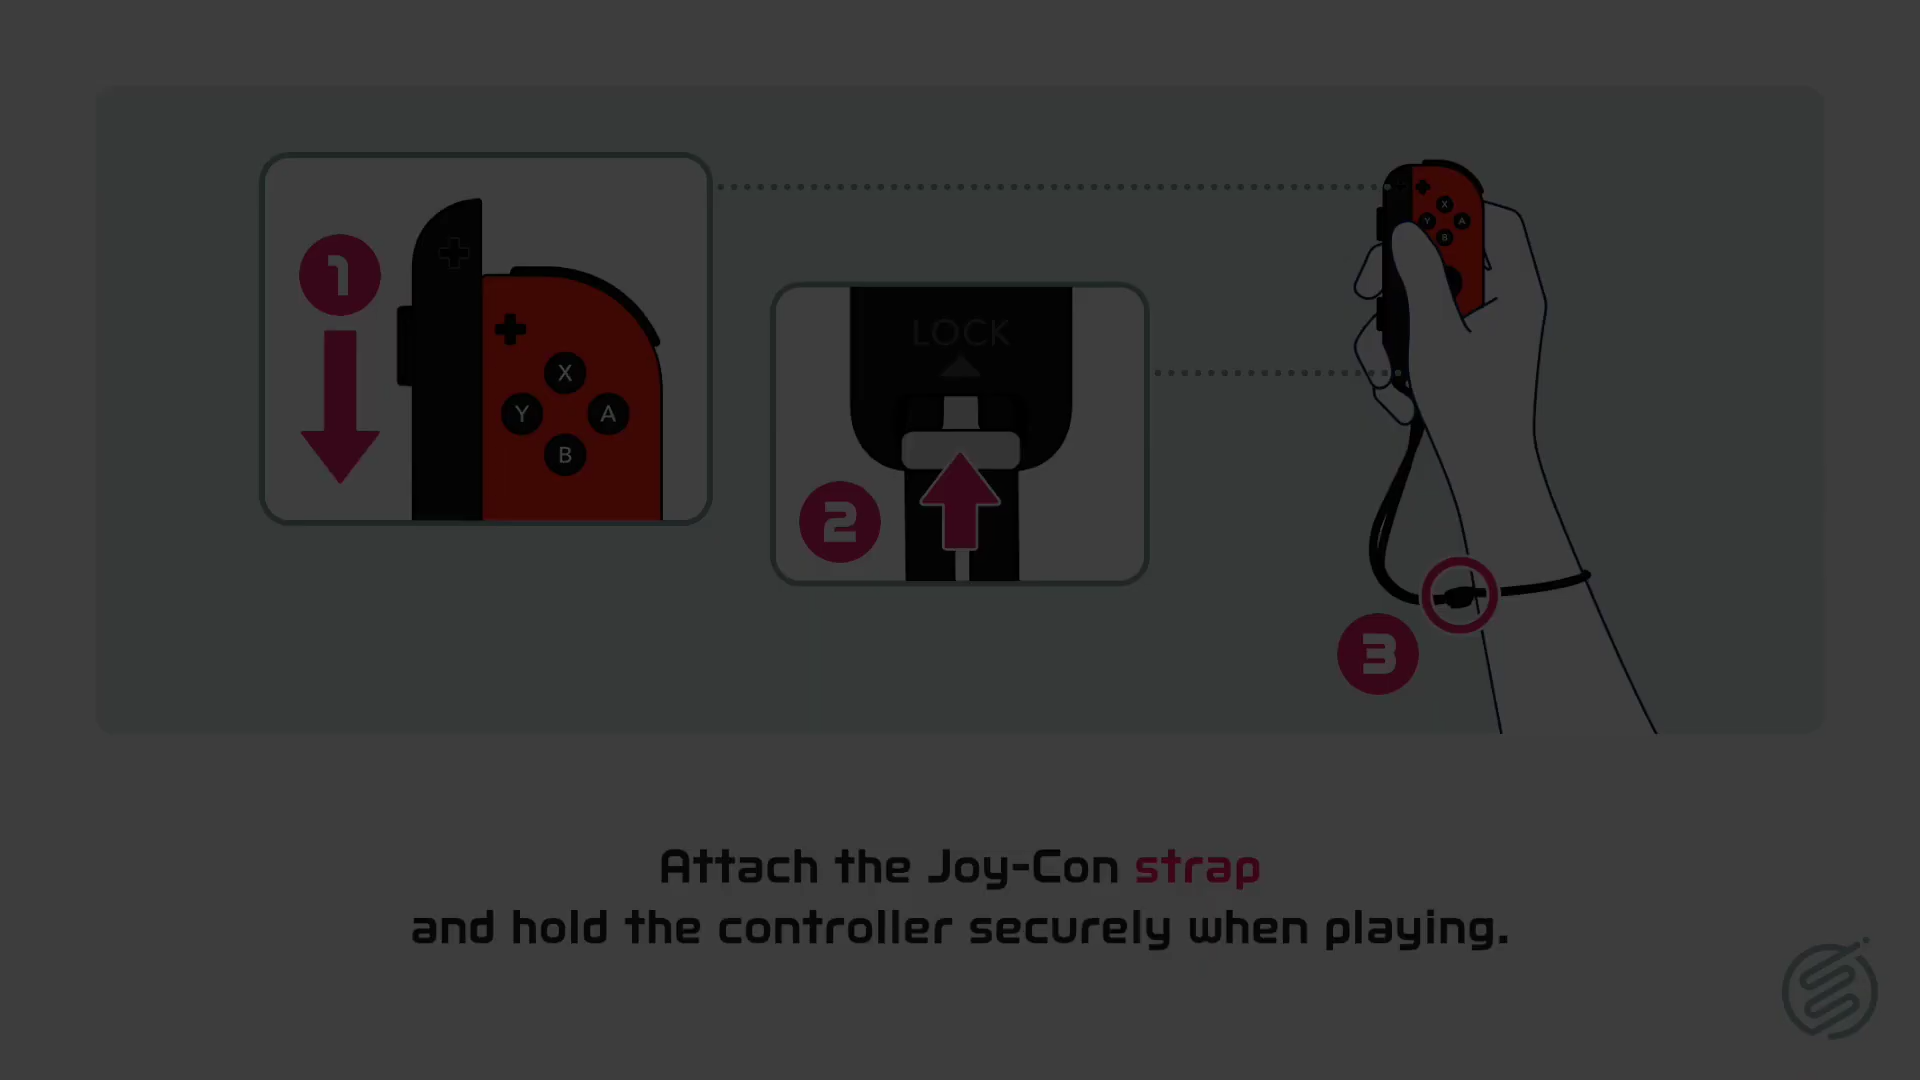 1
X
Y
A
B
LOCK
2
X
Y
A
B
3
Attach the Joy-Con strap
and hold the controller securely when playing.